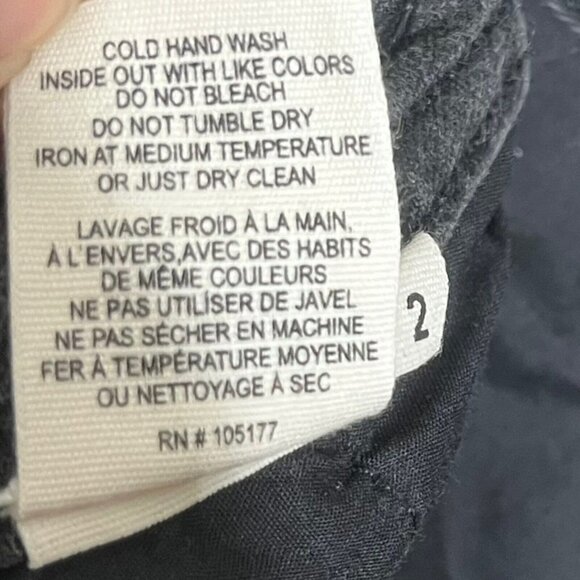 COLD HAND WASH
INSIDE OUT WITH LIKE COLORS
DO NOT BLEACH
DO NOT TUMBLE DRY
IRON AT MEDIUM TEMPERATURE
OR JUST DRY CLEAN
LAVAGE FROID À LA MAIN,
À L'ENVERS,AVEC DES HABITS
DE MÊME COULEURS
NE PAS UTILISER DE JAVEL
NE PAS SÉCHER EN MACHINE
FER À TEMPÉRATURE MOYENNE
OU NETTOYAGE À SEC
RN # 105177
2